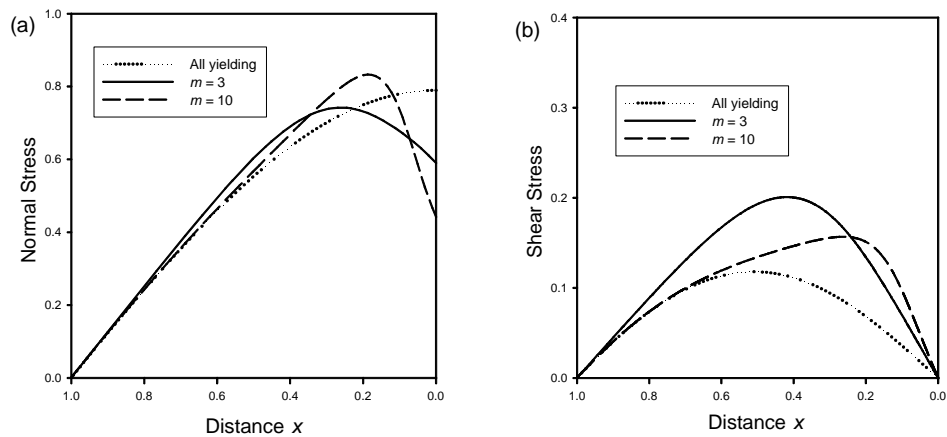 (a)
Normal Stress
1.0
0.8
0.6
0.4
0.2
0.0
All yielding
m = 3
m = 10
1.0 0.8 0.6 0.4 0.2 0.0
Distance x
(b)
Shear Stress
0.4
0.3
0.2
0.1
0.0
All yielding
m = 3
m = 10
1.0 0.8 0.6 0.4 0.2 0.0
Distance x